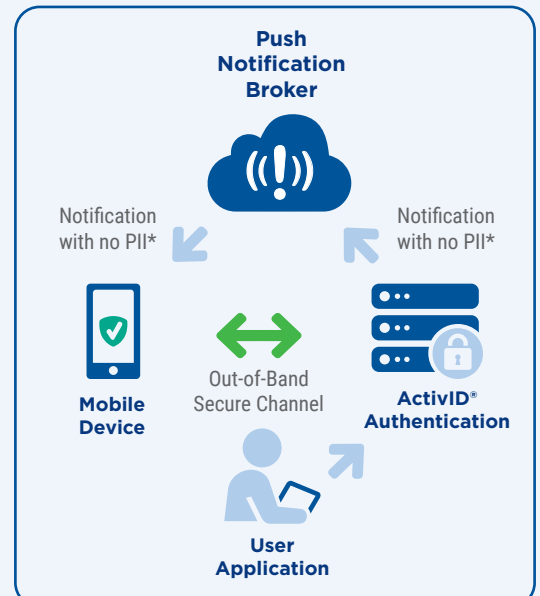 Push
Notification
Broker
Notification
with no PII*
Notification
with no PII*
Out-of-Band
Secure Channel
Mobile
Device
ActivID®
Authentication
User
Application